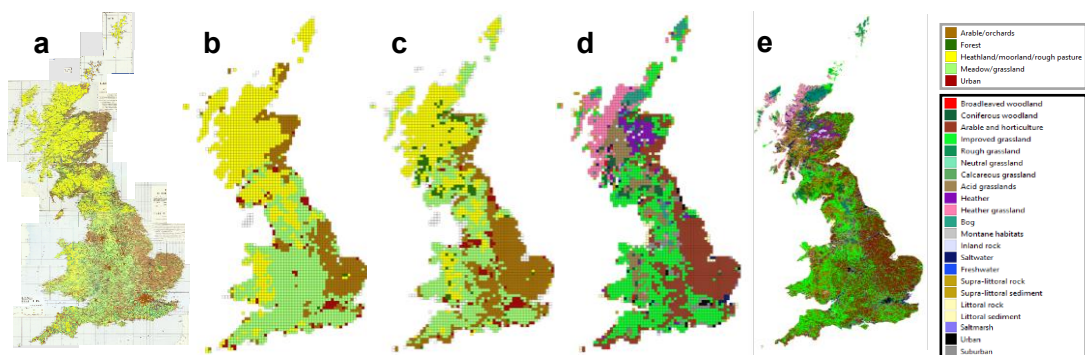 a
b
c
d
e
Arable/orchards
Forest
Heathland/moorland/rough pasture
Meadow/grassland
Urban
Broadleaved woodland
Coniferous woodland
Arable and horticulture
Improved grassland
Rough grassland
Neutral grassland
Calcareous grassland
Acid grasslands
Heather
Heather grassland
Bog
Montane habitats
Inland rock
Saltwater
Freshwater
Supra-littoral rock
Supra-littoral sediment
Littoral rock
Littoral sediment
Saltmarsh
Urban
Suburban